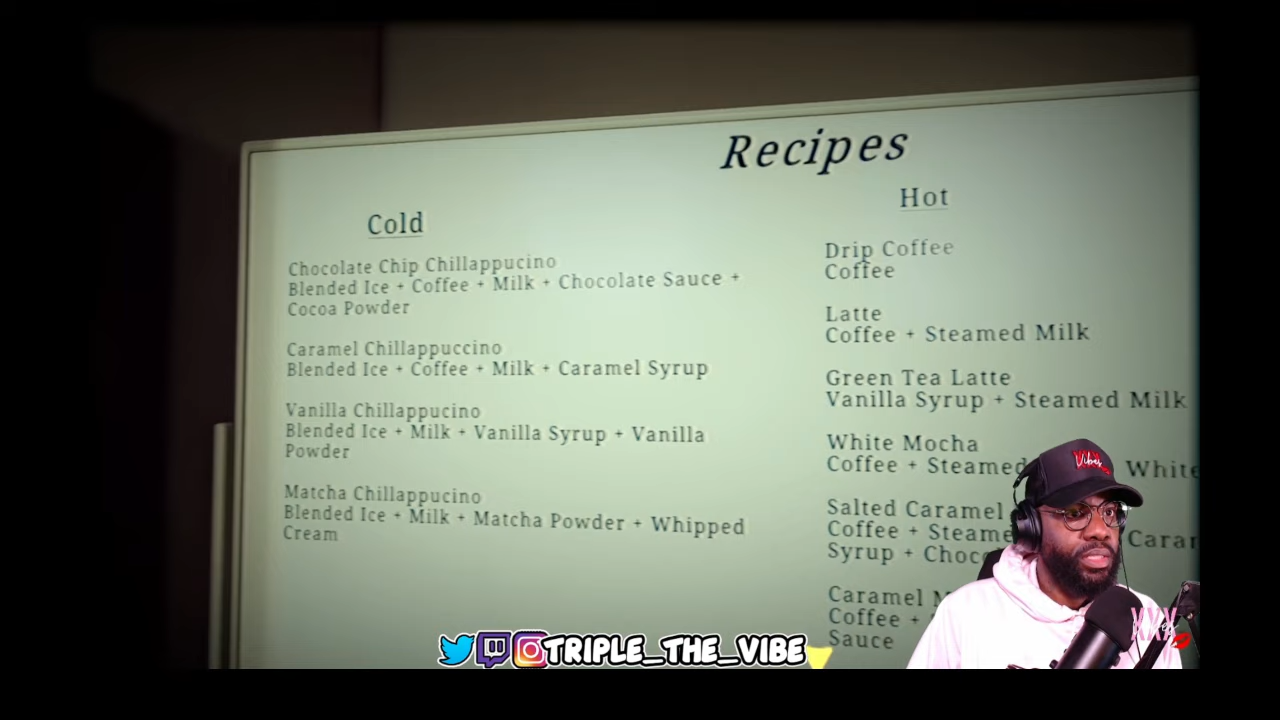 Recipes
Cold
Chocolate Chip Chillappucino
Blended Ice + Coffee + Milk + Chocolate Sauce +
Cocoa Powder
Caramel Chillappuccino
Blended Ice + Coffee + Milk + Caramel Syrup
Vanilla Chillappucino
Blended Ice + Milk + Vanilla Syrup + Vanilla
Powder
Matcha Chillappucino
Blended Ice + Milk + Matcha Powder + Whipped
Cream
Hot
Drip Coffee
Coffee
Latte
Coffee + Steamed Milk
Green Tea Latte
Vanilla Syrup + Steamed Milk
White Mocha
Coffee + Steamed White
Salted Caramel
Coffee +
Syrup +
Caramel
Coffee +
Sauce
Vibes
XXX
TRIPLE_THE_VIBE